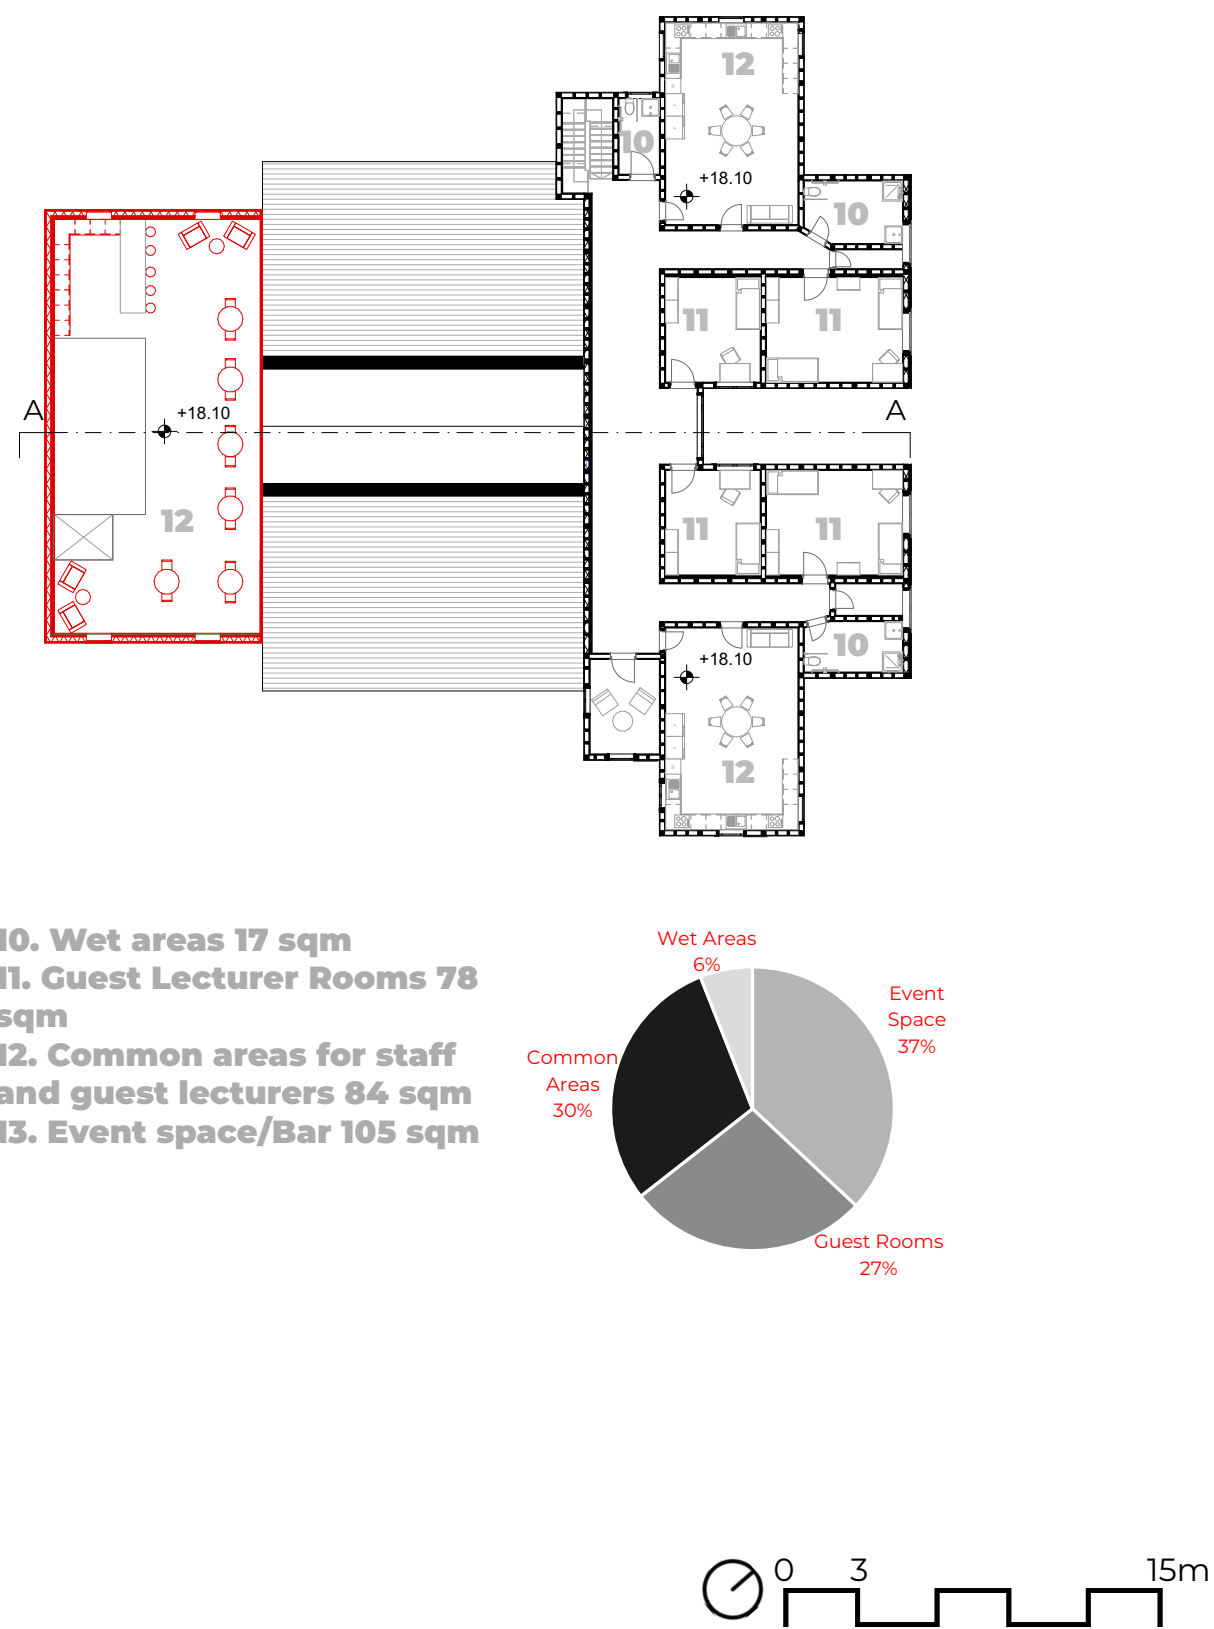 12
10
+18.10
10
11
11
A
+18.10
A
12
11
11
10
+18.10
12
10. Wet areas 17 sqm
11. Guest Lecturer Rooms 78
sqm
12. Common areas for staff
and guest lecturers 84 sqm
13. Event space/Bar 105 sqm
Wet Areas
6%
Event
Space
37%
Common
Areas
30%
Guest Rooms
27%
0 3 15m